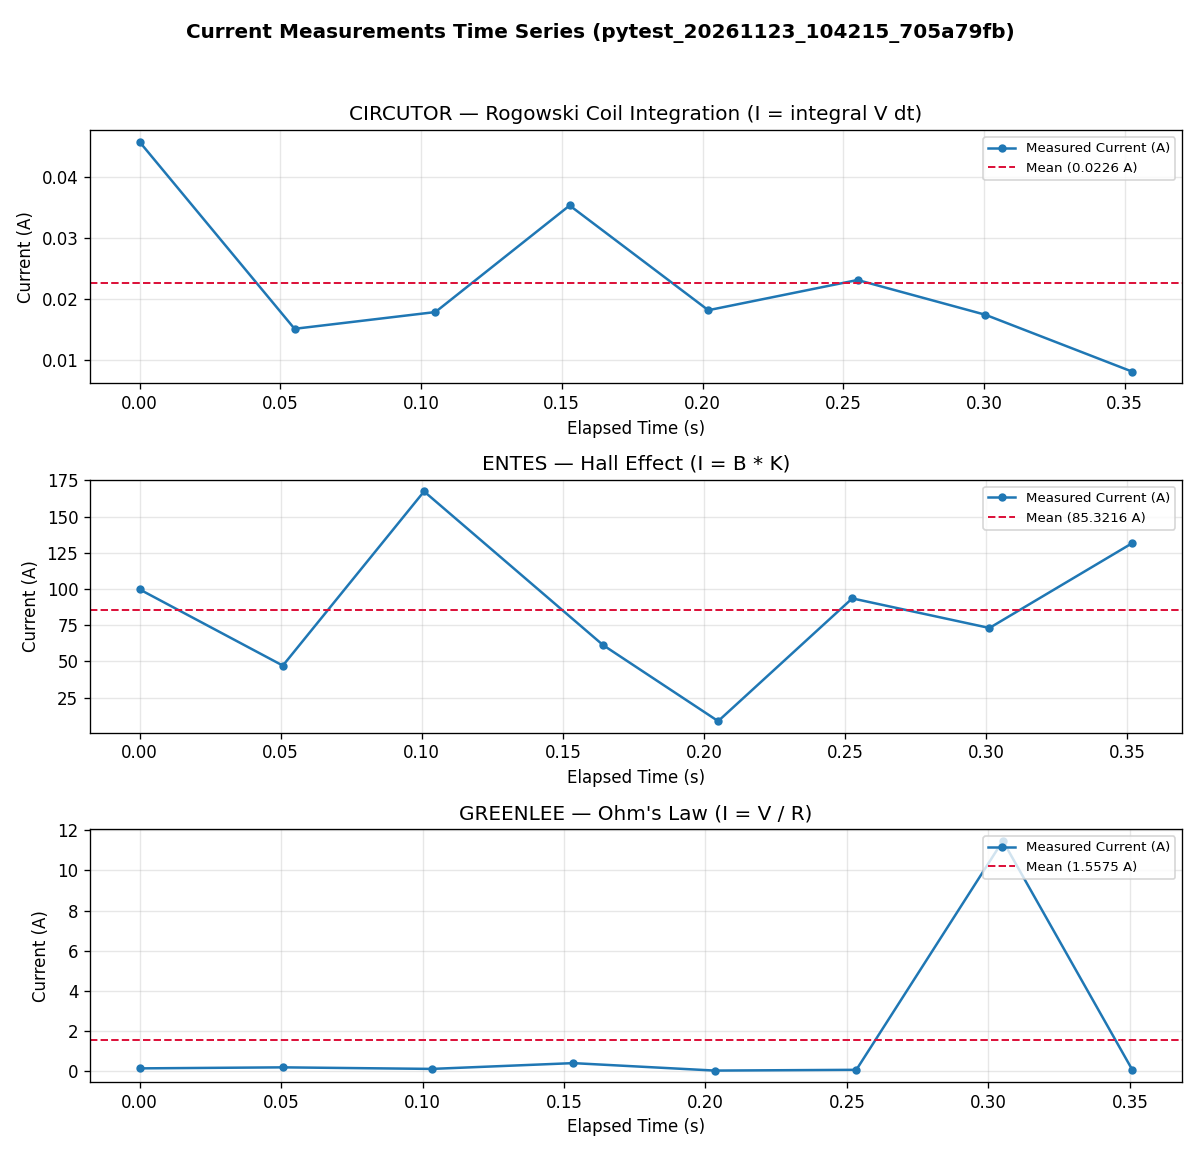 Current Measurements Time Series (pytest_20261123_104215_705a79fb)
CIRCUTOR — Rogowski Coil Integration (I = integral V dt)
Measured Current (A)
Mean (0.0226 A)
Current (A)
0.04
0.03
0.02
0.01
0.00 0.05 0.10 0.15 0.20 0.25 0.30 0.35
Elapsed Time (s)
ENTES — Hall Effect (I = B * K)
Measured Current (A)
Mean (85.3216 A)
Current (A)
175
150
125
100
75
50
25
0.00 0.05 0.10 0.15 0.20 0.25 0.30 0.35
Elapsed Time (s)
GREENLEE — Ohm's Law (I = V / R)
Measured Current (A)
Mean (1.5575 A)
Current (A)
12
10
8
6
4
2
0
0.00 0.05 0.10 0.15 0.20 0.25 0.30 0.35
Elapsed Time (s)